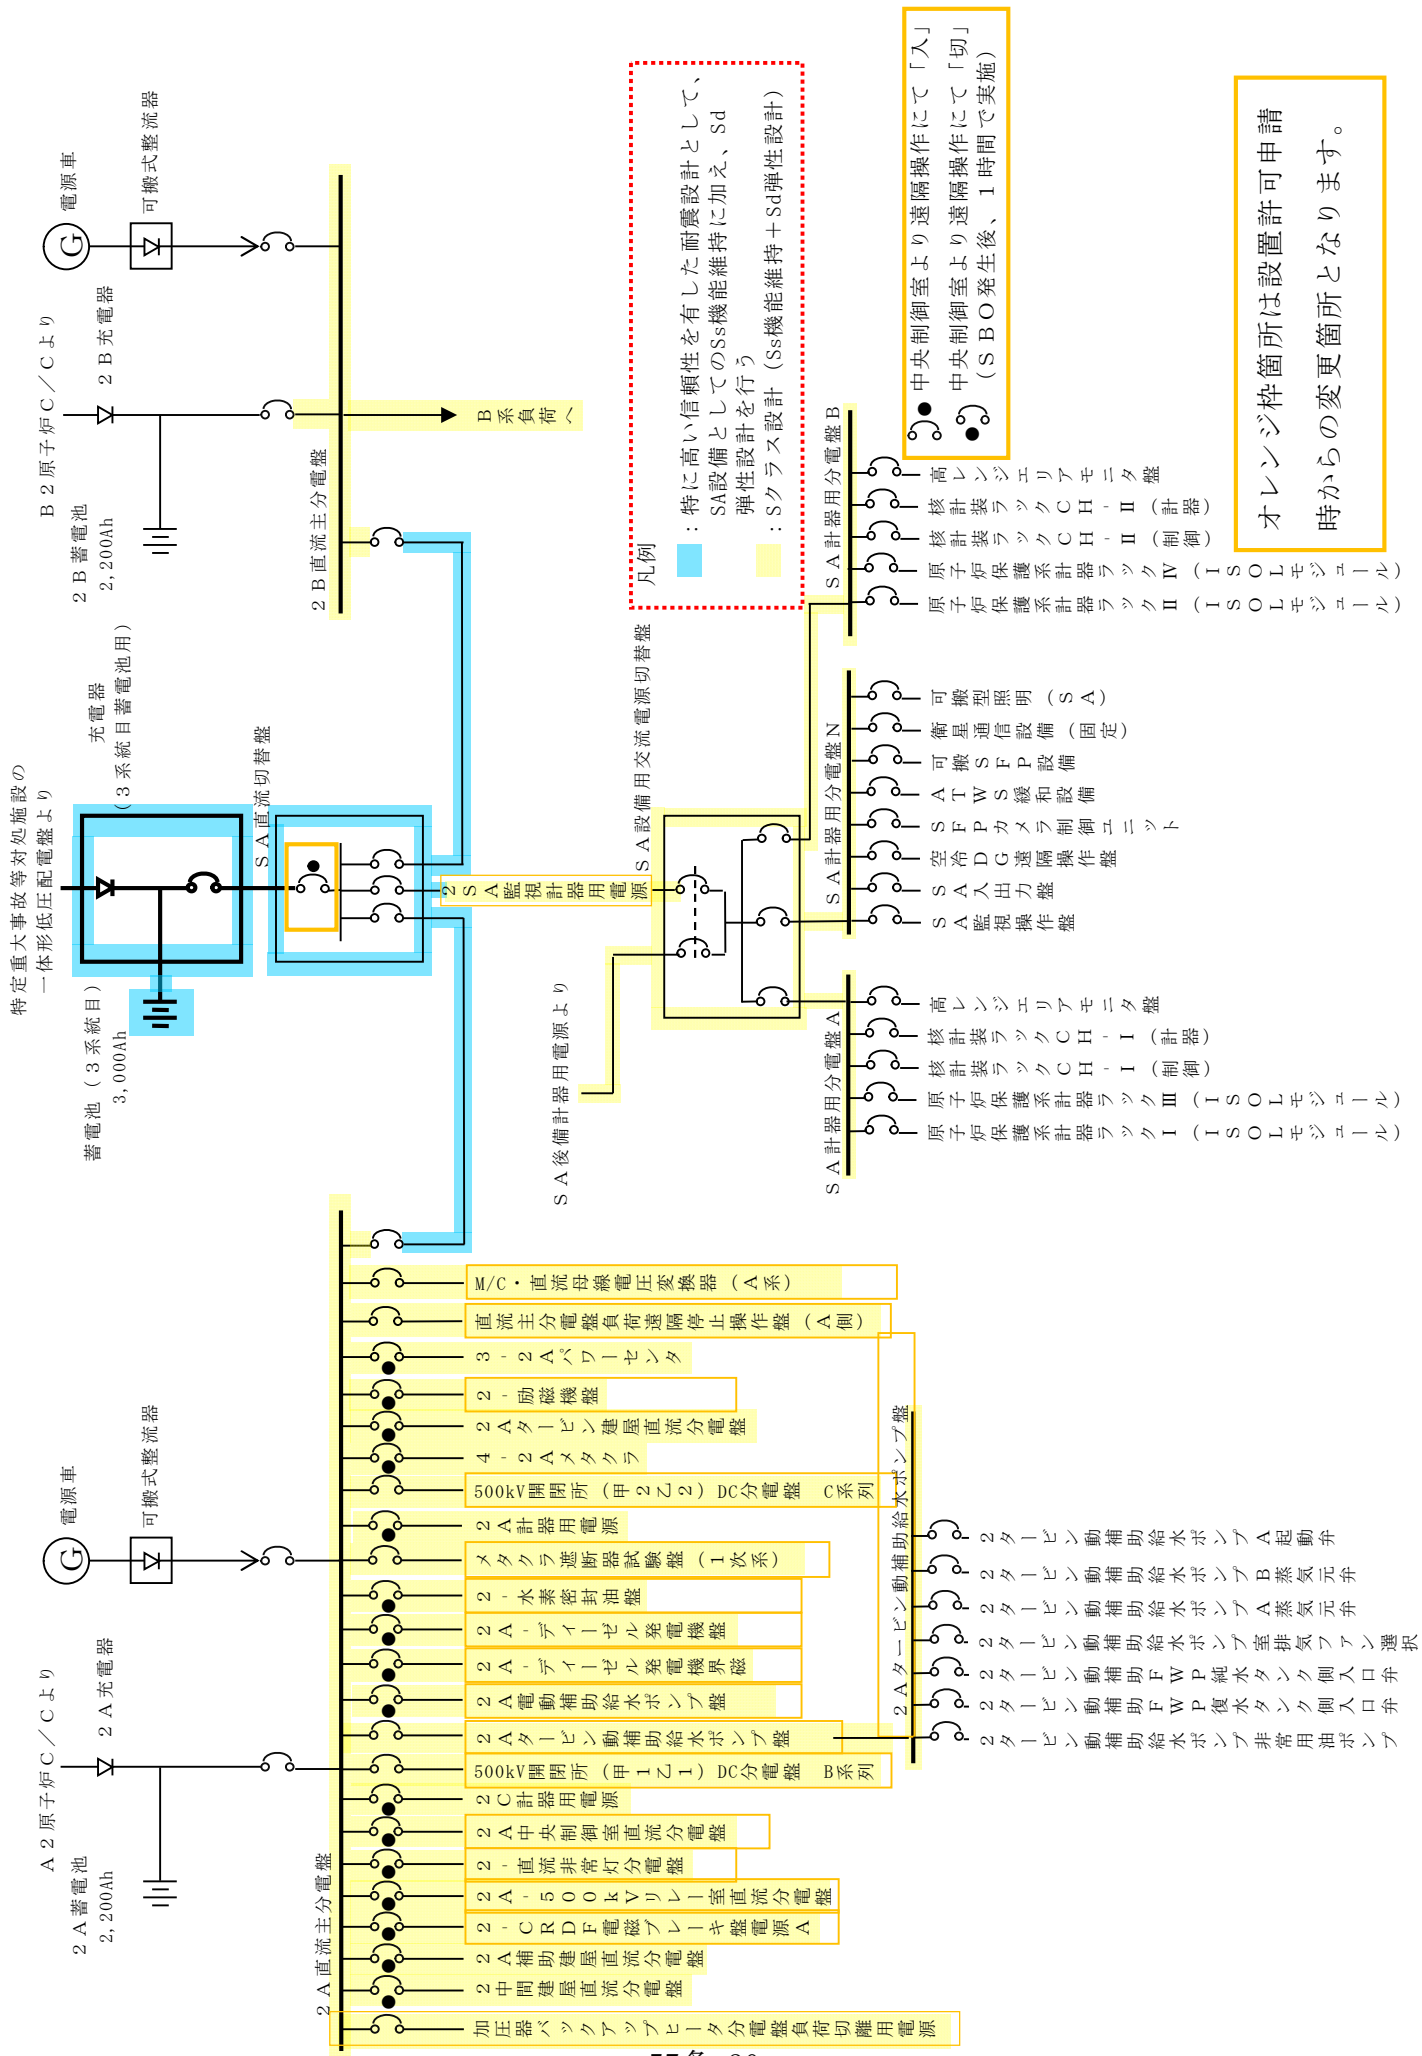 特定重大事故等対処施設の
一体形低圧配電盤より
充電器
（３系統目蓄電池用）
蓄電池（３系統目）
3,000Ah
ＳＡ直流切替盤
２ＳＡ監視計器用電源
Ａ２原子炉Ｃ／Ｃより
２Ａ蓄電池
2,200Ah
２Ａ充電器
電源車
G
可搬式整流器
２Ａ直流主分電盤
Ｂ２原子炉Ｃ／Ｃより
２Ｂ蓄電池
2,200Ah
２Ｂ充電器
電源車
G
可搬式整流器
２Ｂ直流主分電盤
Ｂ系負荷へ
加圧器バックアップヒータ分電盤負荷切離用電源
２中間建屋直流分電盤
２Ａ補助建屋直流分電盤
２-ＣＲＤＦ電磁ブレーキ盤電源Ａ
２Ａ-５００ｋＶリレー室直流分電盤
２-直流非常灯分電盤
２Ａ中央制御室直流分電盤
２Ｃ計器用電源
500kV開閉所（甲１乙１）DC分電盤　B系列
２Ａタービン動補助給水ポンプ盤
２Ａ電動補助給水ポンプ盤
２Ａ-ディーゼル発電機界磁
２Ａ-ディーゼル発電機盤
２-水素密封油盤
メタクラ遮断器試験盤（１次系）
２Ａ計器用電源
500kV開閉所（甲２乙２）DC分電盤　C系列
４-２Ａメタクラ
２Ａタービン建屋直流分電盤
２-励磁機盤
３-２Ａパワーセンタ
直流主分電盤負荷遠隔停止操作盤（Ａ側）
M/C・直流母線電圧変換器（Ａ系）
２Ａタービン動補助給水ポンプ盤
２タービン動補助給水ポンプ非常用油ポンプ
２タービン動補助ＦＷＰ復水タンク側入口弁
２タービン動補助ＦＷＰ純水タンク側入口弁
２タービン動補助給水ポンプ室排気ファン選択
２タービン動補助給水ポンプＡ蒸気元弁
２タービン動補助給水ポンプＢ蒸気元弁
２タービン動補助給水ポンプＡ起動弁
ＳＡ後備計器用電源より
ＳＡ設備用交流電源切替盤
ＳＡ計器用分電盤Ａ
原子炉保護系計器ラックⅠ（ＩＳＯＬモジュール）
原子炉保護系計器ラックⅢ（ＩＳＯＬモジュール）
核計装ラックＣＨ-Ⅰ（制御）
核計装ラックＣＨ-Ⅰ（計器）
高レンジエリアモニタ盤
ＳＡ計器用分電盤Ｎ
ＳＡ監視操作盤
ＳＡ入出力盤
空冷ＤＧ遠隔操作盤
ＳＦＰカメラ制御ユニット
ＡＴＷＳ緩和設備
可搬ＳＦＰ設備
衛星通信設備（固定）
可搬型照明（ＳＡ）
ＳＡ計器用分電盤Ｂ
原子炉保護系計器ラックⅡ（ＩＳＯＬモジュール）
原子炉保護系計器ラックⅣ（ＩＳＯＬモジュール）
核計装ラックＣＨ-Ⅱ（制御）
核計装ラックＣＨ-Ⅱ（計器）
高レンジエリアモニタ盤
凡例
：特に高い信頼性を有した耐震設計として、
SA設備としてのSs機能維持に加え、Sd
弾性設計を行う
：Sクラス設計（Ss機能維持＋Sd弾性設計）
中央制御室より遠隔操作にて「入」
中央制御室より遠隔操作にて「切」
（ＳＢＯ発生後、１時間で実施）
オレンジ枠箇所は設置許可申請
時からの変更箇所となります。